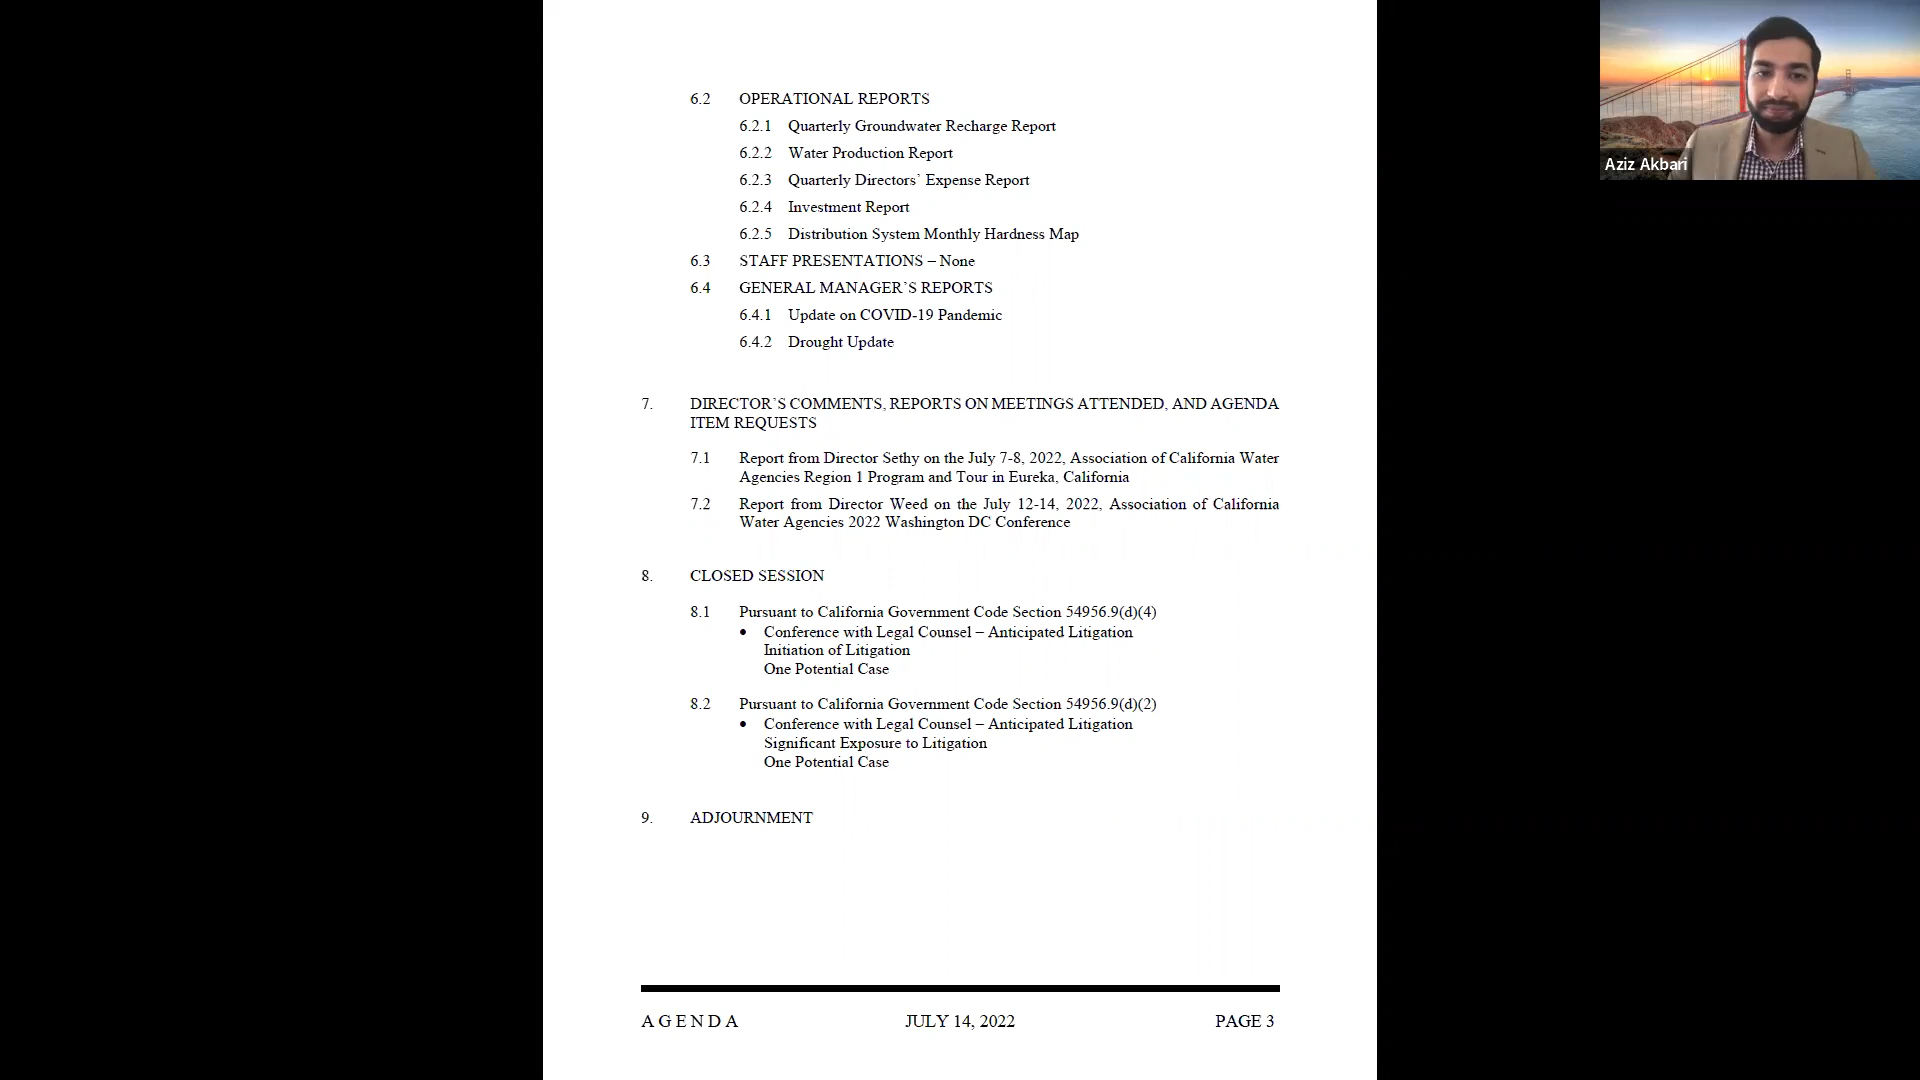 6.2 OPERATIONAL REPORTS
6.2.1 Quarterly Groundwater Recharge Report
6.2.2 Water Production Report
6.2.3 Quarterly Directors’ Expense Report
6.2.4 Investment Report
6.2.5 Distribution System Monthly Hardness Map
6.3 STAFF PRESENTATIONS – None
6.4 GENERAL MANAGER’S REPORTS
6.4.1 Update on COVID-19 Pandemic
6.4.2 Drought Update
7. DIRECTOR’S COMMENTS, REPORTS ON MEETINGS ATTENDED, AND AGENDA
ITEM REQUESTS
7.1 Report from Director Sethy on the July 7-8, 2022, Association of California Water
Agencies Region 1 Program and Tour in Eureka, California
7.2 Report from Director Weed on the July 12-14, 2022, Association of California
Water Agencies 2022 Washington DC Conference
8. CLOSED SESSION
8.1 Pursuant to California Government Code Section 54956.9(d)(4)
• Conference with Legal Counsel – Anticipated Litigation
Initiation of Litigation
One Potential Case
8.2 Pursuant to California Government Code Section 54956.9(d)(2)
• Conference with Legal Counsel – Anticipated Litigation
Significant Exposure to Litigation
One Potential Case
9. ADJOURNMENT
AGENDA JULY 14, 2022 PAGE 3
Aziz Akbari